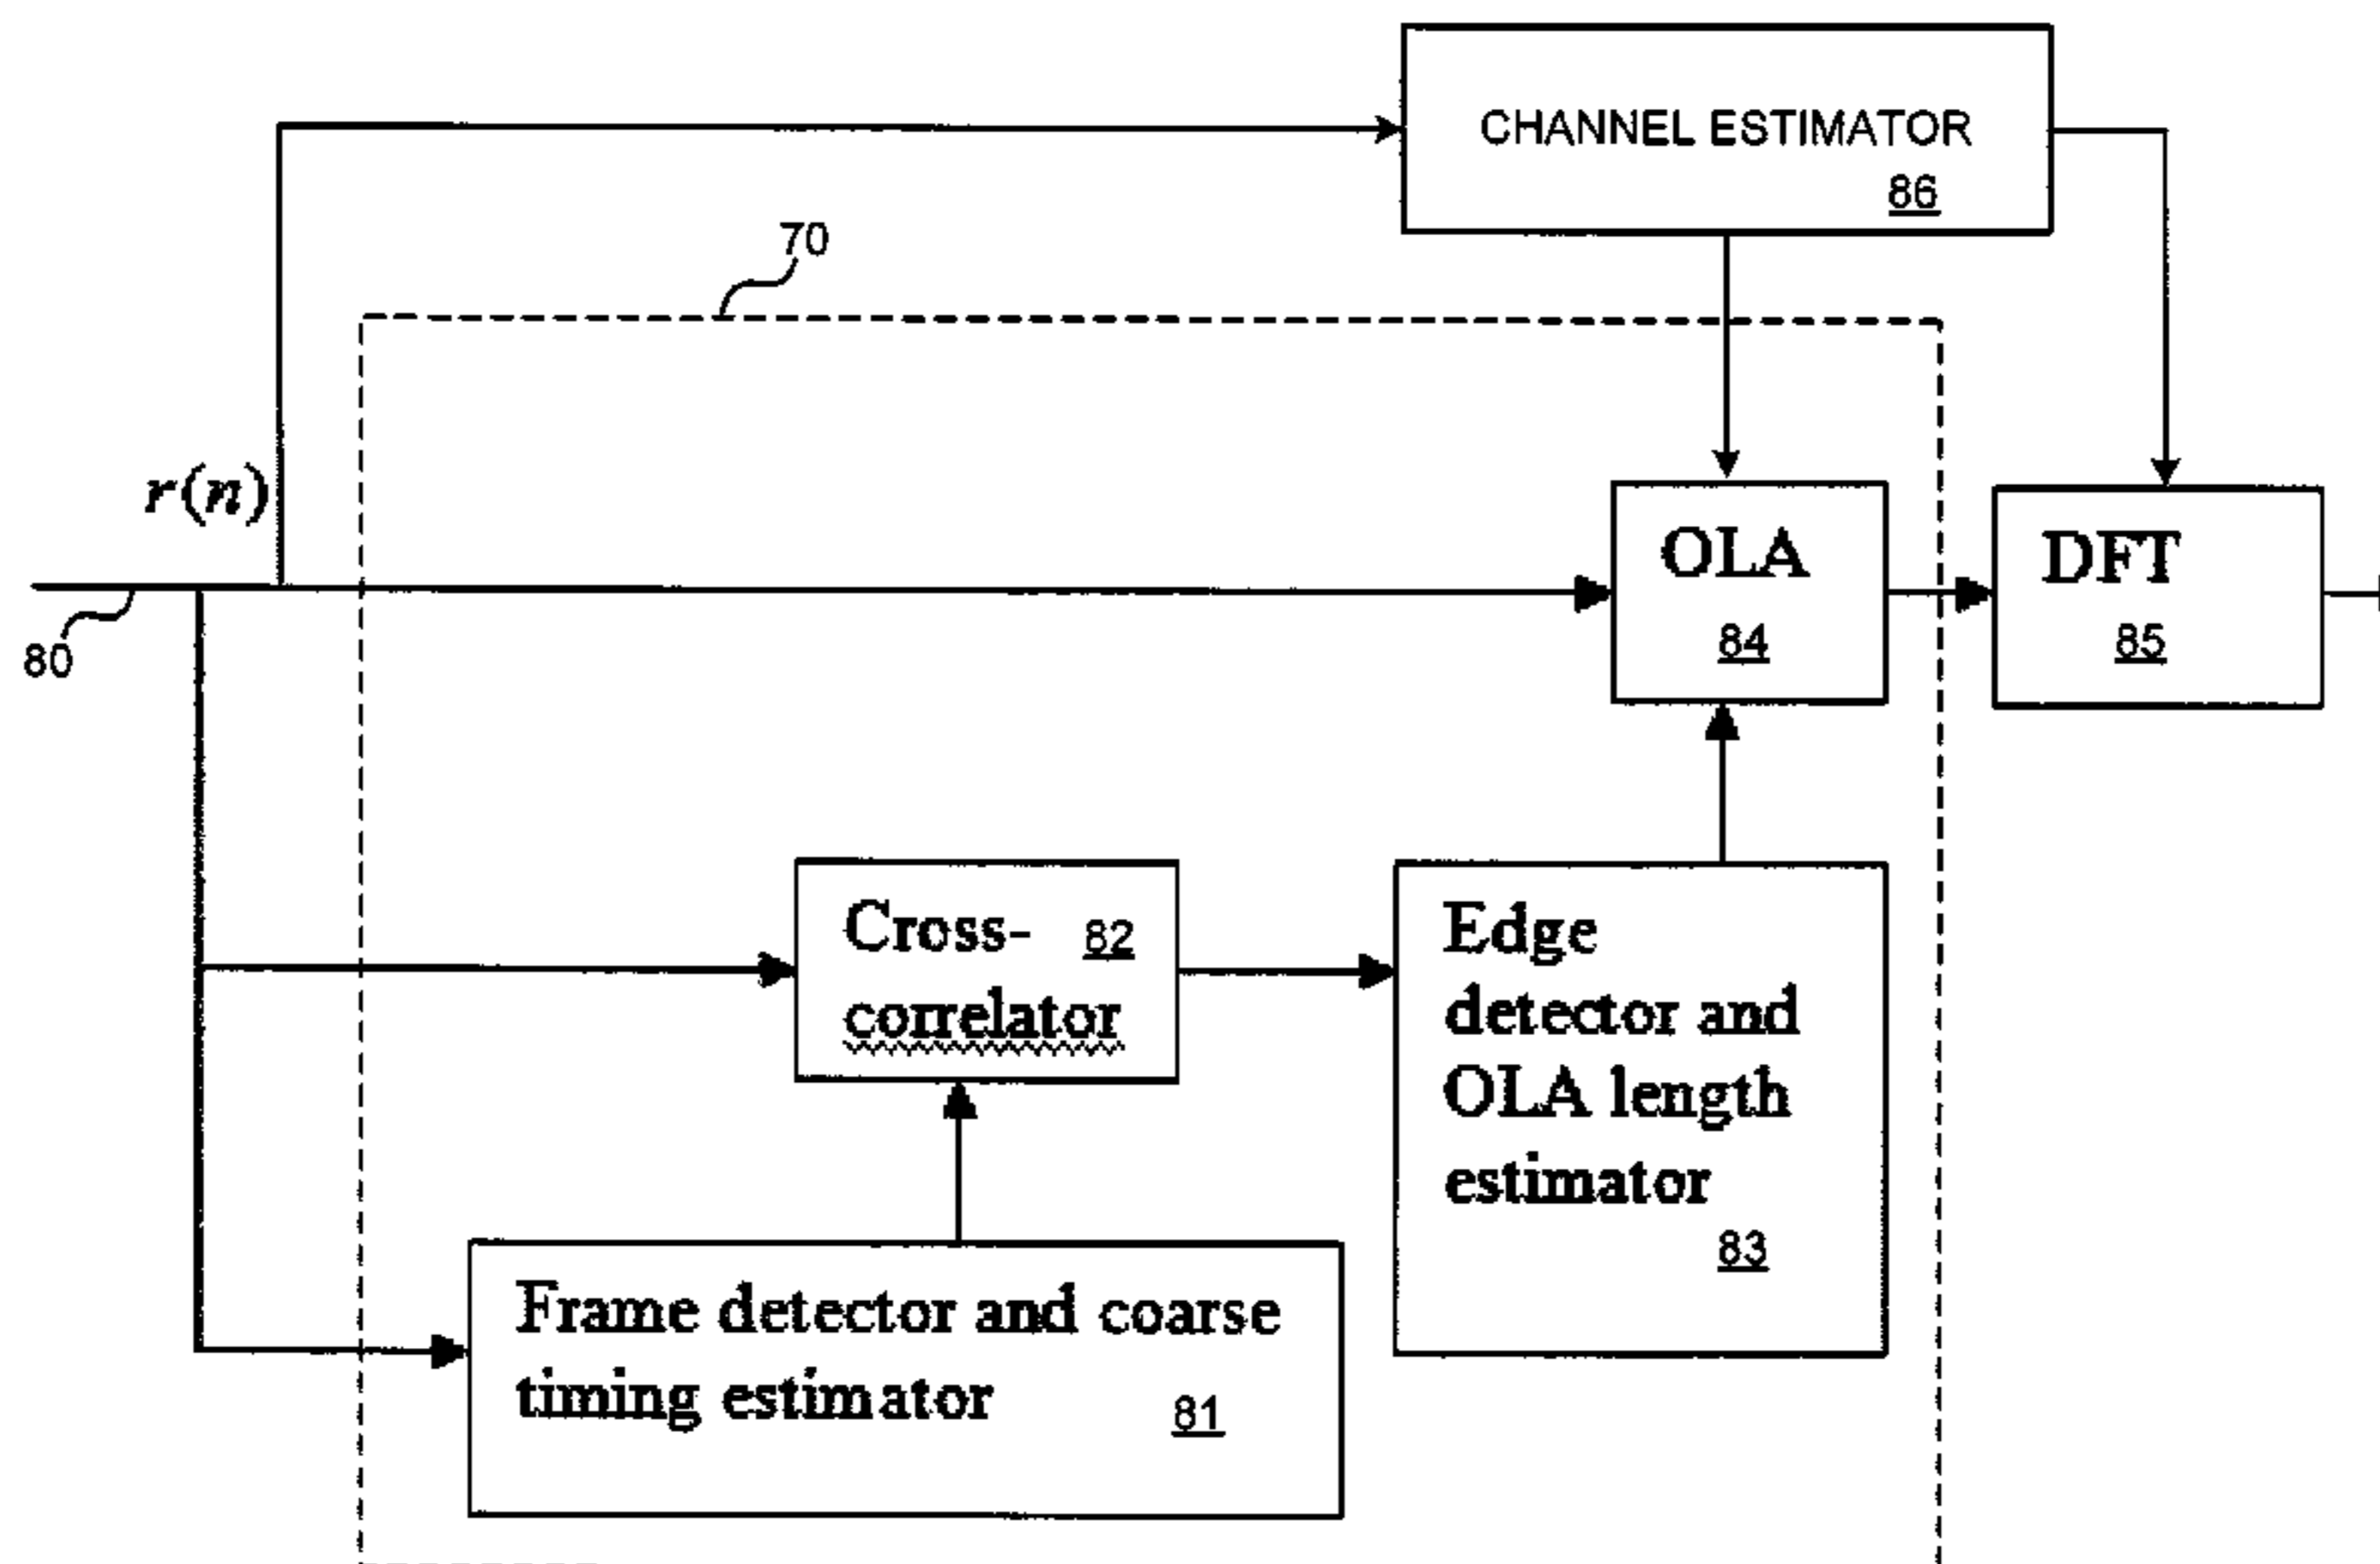 CHANNEL ESTIMATOR
86
70
r(n)
80
OLA
84
DFT
85
Cross- 82
correlator
Edge
detector and
OLA length
estimator
83
Frame detector and coarse
timing estimator 81